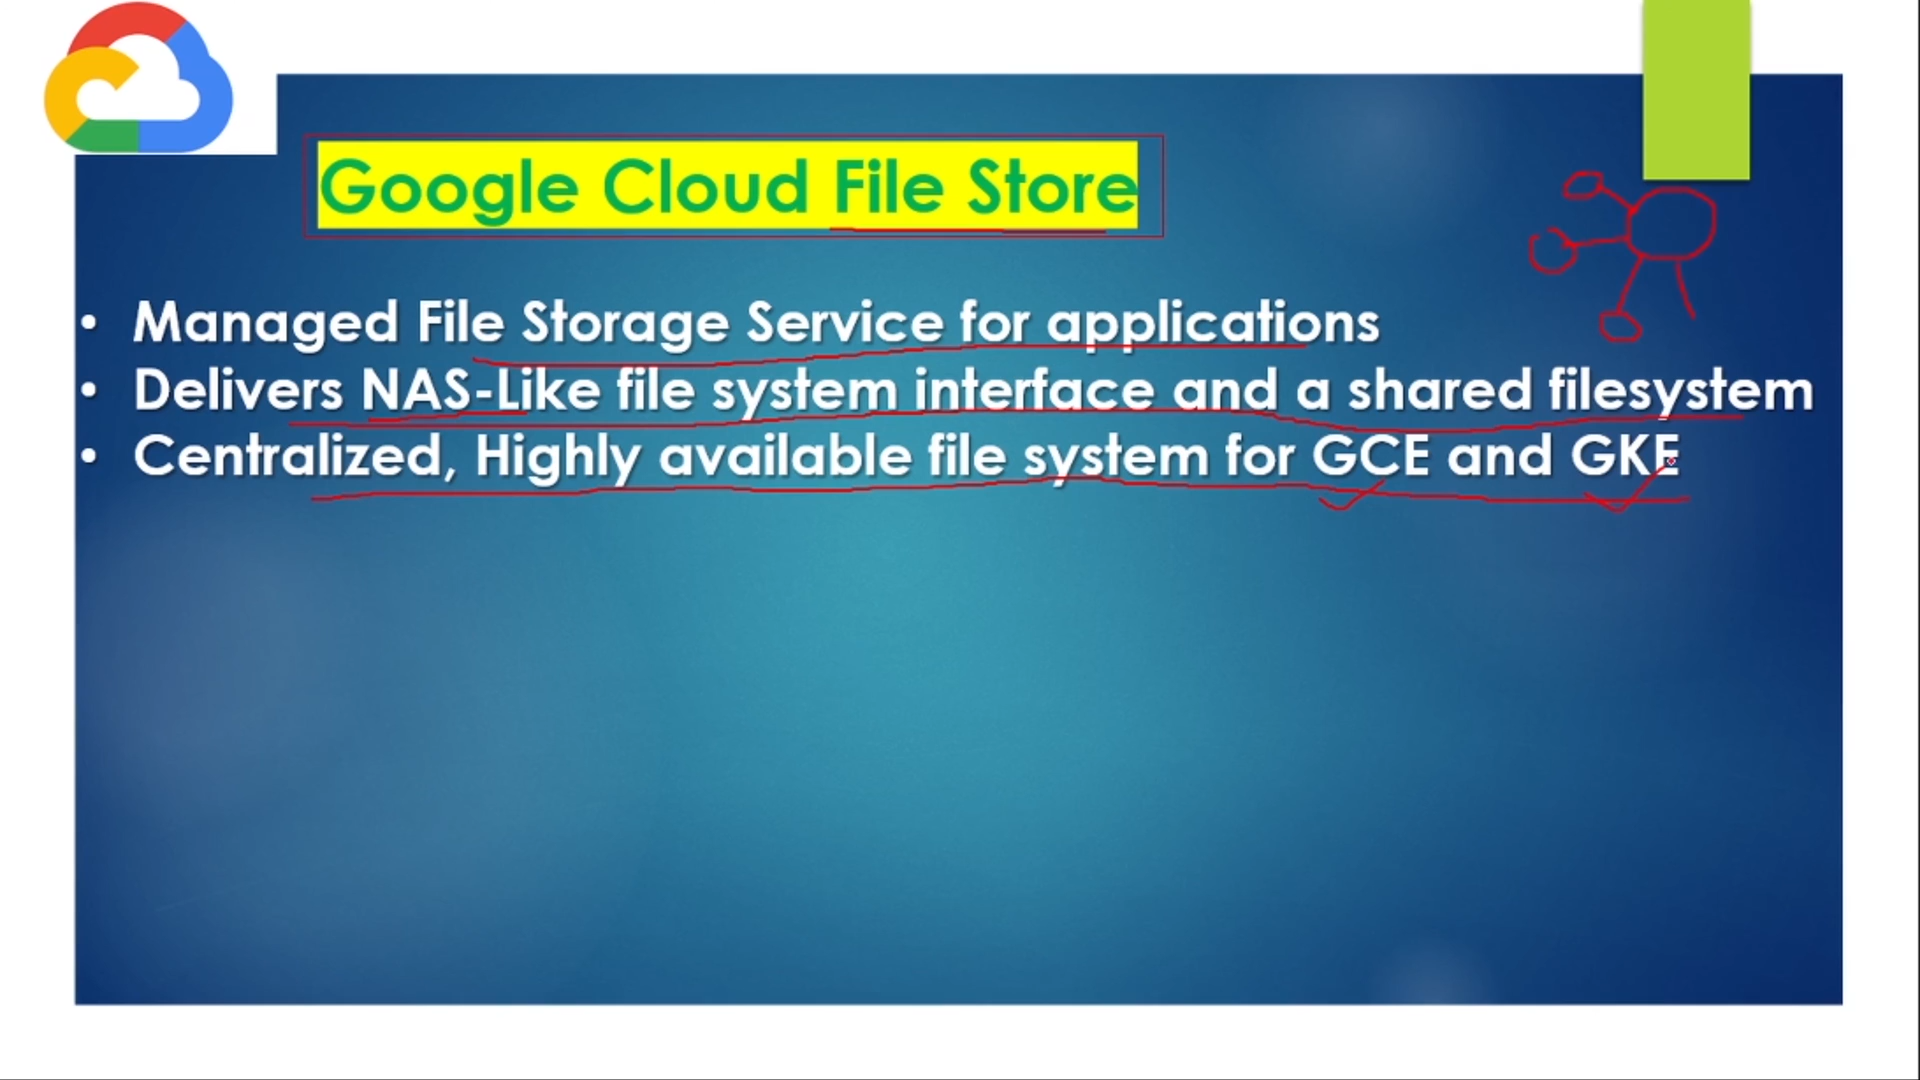 Google Cloud File Store
• Managed File Storage Service for applications
• Delivers NAS-Like file system interface and a shared filesystem
• Centralized, Highly available file system for GCE and GKE